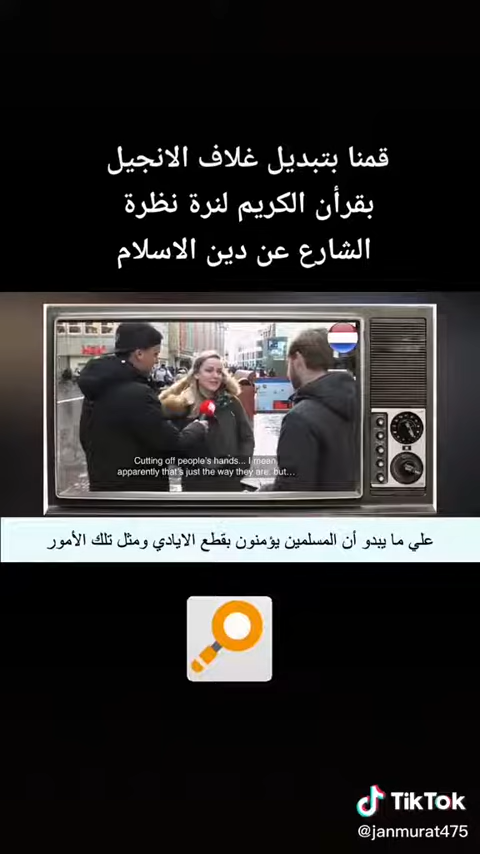 قمنا بتبديل غلاف الانجيل
بقرأن الكريم لنرة نظرة
الشارع عن دين الاسلام
Cutting off people's hands... I mean,
apparently that's just the way they are, but...
علي ما يبدو أن المسلمين يؤمنون بقطع الايادي ومثل تلك الأمور
TikTok
@janmurat475